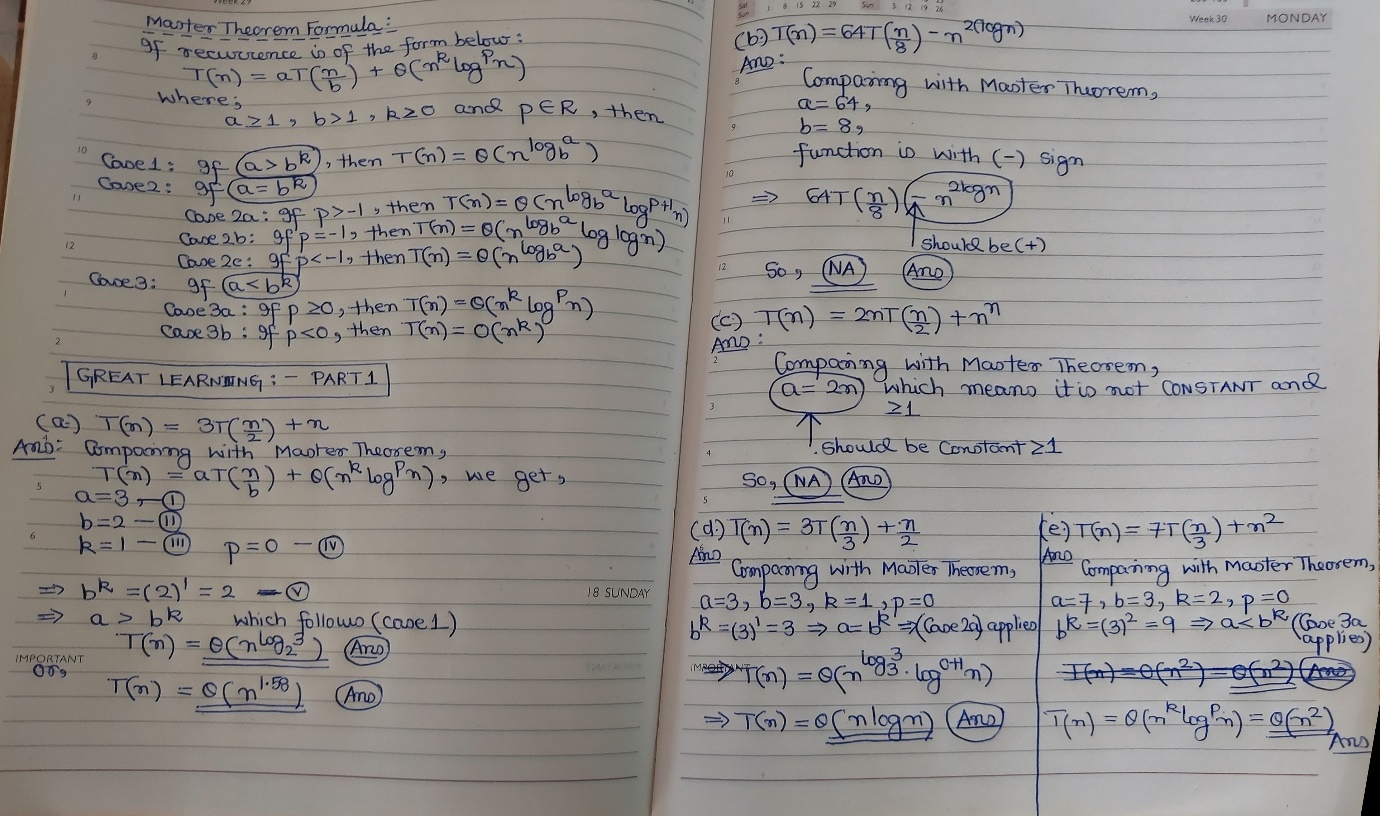 Master Theorem Formula:
If recurrence is of the form below:
T(n) = aT(n/b) + Θ(n^k log^p n)
where;
a≥1, b>1, k≥0 and p∈R, then
Case1: If a > b^k, then T(n) = Θ(n^log_b a)
Case2: If a = b^k
Case 2a: If p>-1, then T(n) = Θ(n^log_b a log^p+1 n)
Case 2b: If p=-1, then T(n) = Θ(n^log_b a log logn)
Case 2c: If p<-1, then T(n) = Θ(n^log_b a)
Case3: If a < b^k
Case 3a: If p ≥0, then T(n) = Θ(n^k log^p n)
Case 3b: If p<0, then T(n) = O(n^k)
GREAT LEARNING :- PART 1
(a.) T(n) = 3T(n/2) + n
Ans: Comparing with Master Theorem,
T(n) = aT(n/b) + Θ(n^k log^p n), we get,
a=3, — I
b=2 — II
k=1 — III p=0 — IV
⇒ b^k = (2)^1 = 2 — V
18 SUNDAY
⇒ a > b^k which follows (case 1)
T(n) = Θ(n^log_2 3) Ans
IMPORTANT
Or,
T(n) = Θ(n^1.58) Ans
Week 30 MONDAY
(b.) T(n) = 64T(n/8) - n^2(logn)
Ans:
Comparing with Master Theorem,
a=64,
b=8,
function is with (-) sign
⇒ 64T(n/8) - n^2logn
should be (+)
So, NA Ans
(c.) T(n) = 2nT(n/2) + n^n
Ans:
Comparing with Master Theorem,
a=2n which means it is not CONSTANT and
≥1
should be Constant ≥1
So, NA Ans
(d.) T(n) = 3T(n/3) + n/2
Ans
Comparing with Master Theorem,
a=3, b=3, k=1, p=0
b^k = (3)^1 = 3 ⇒ a=b^k ⇒ (Case 2a) applies
IMPORTANT
⇒ T(n) = Θ(n^log_3 3 . log^0+1 n)
⇒ T(n) = Θ(nlogn) Ans
(e.) T(n) = 7T(n/3) + n^2
Ans
Comparing with Master Theorem,
a=7, b=3, k=2, p=0
b^k = (3)^2 = 9 ⇒ a<b^k (Case 3a
applies)
T(n) = Θ(n^2) = Θ(n^2) Ans
T(n) = Θ(n^k log^p n) = Θ(n^2)
Ans